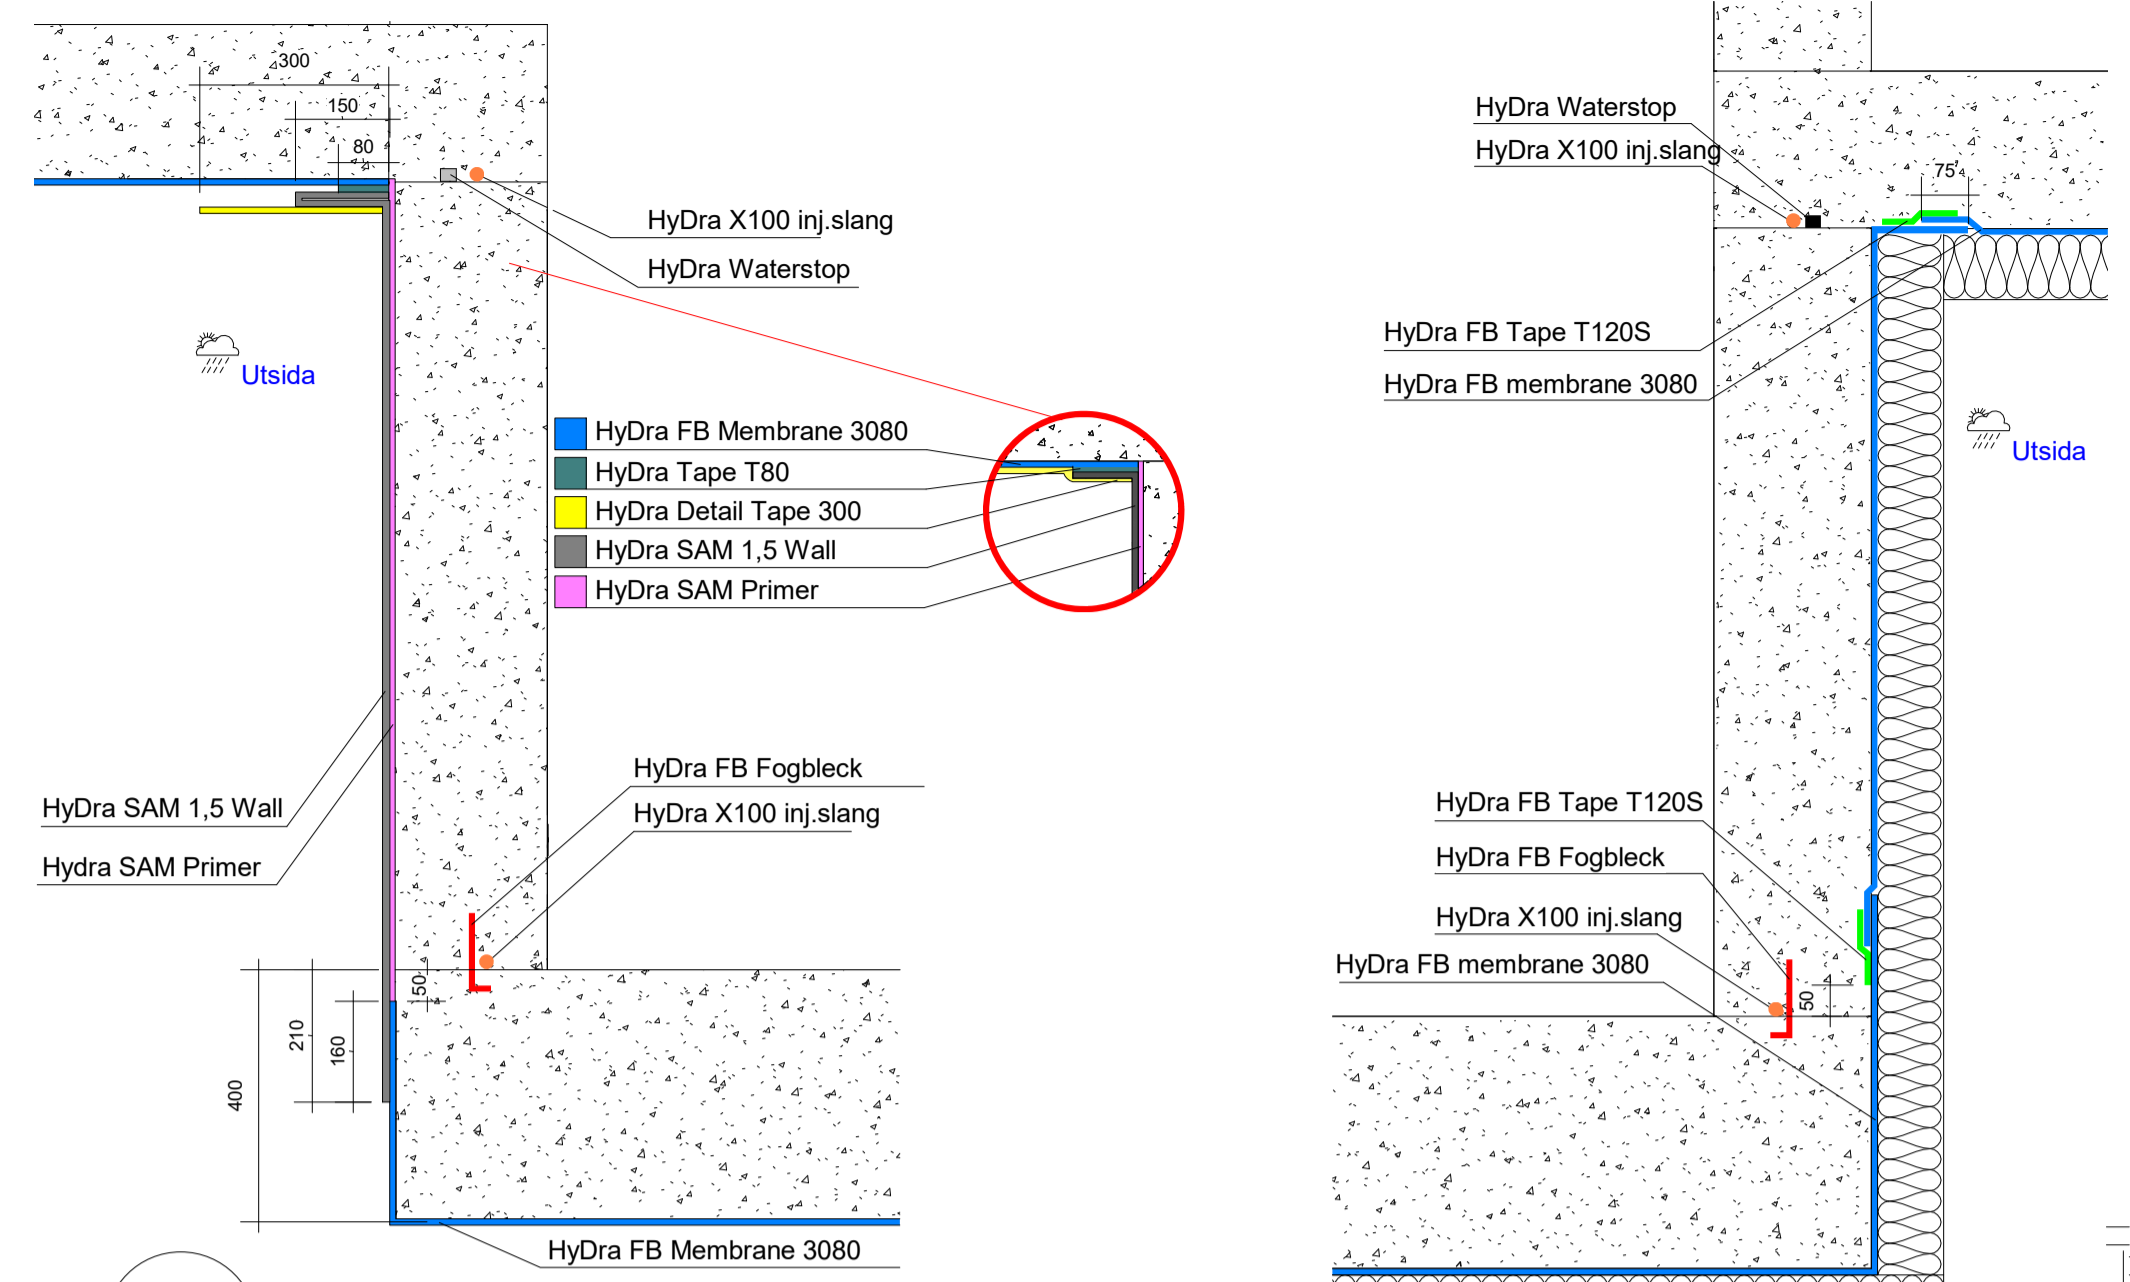 300
150
80
HyDra X100 inj.slang
HyDra Waterstop
Utsida
HyDra FB Membrane 3080
HyDra Tape T80
HyDra Detail Tape 300
HyDra SAM 1,5 Wall
HyDra SAM Primer
HyDra SAM 1,5 Wall
Hydra SAM Primer
HyDra FB Fogbleck
HyDra X100 inj.slang
50
210
160
400
HyDra FB Membrane 3080
HyDra Waterstop
HyDra X100 inj.slang
75
HyDra FB Tape T120S
HyDra FB membrane 3080
Utsida
HyDra FB Tape T120S
HyDra FB Fogbleck
HyDra X100 inj.slang
HyDra FB membrane 3080
50